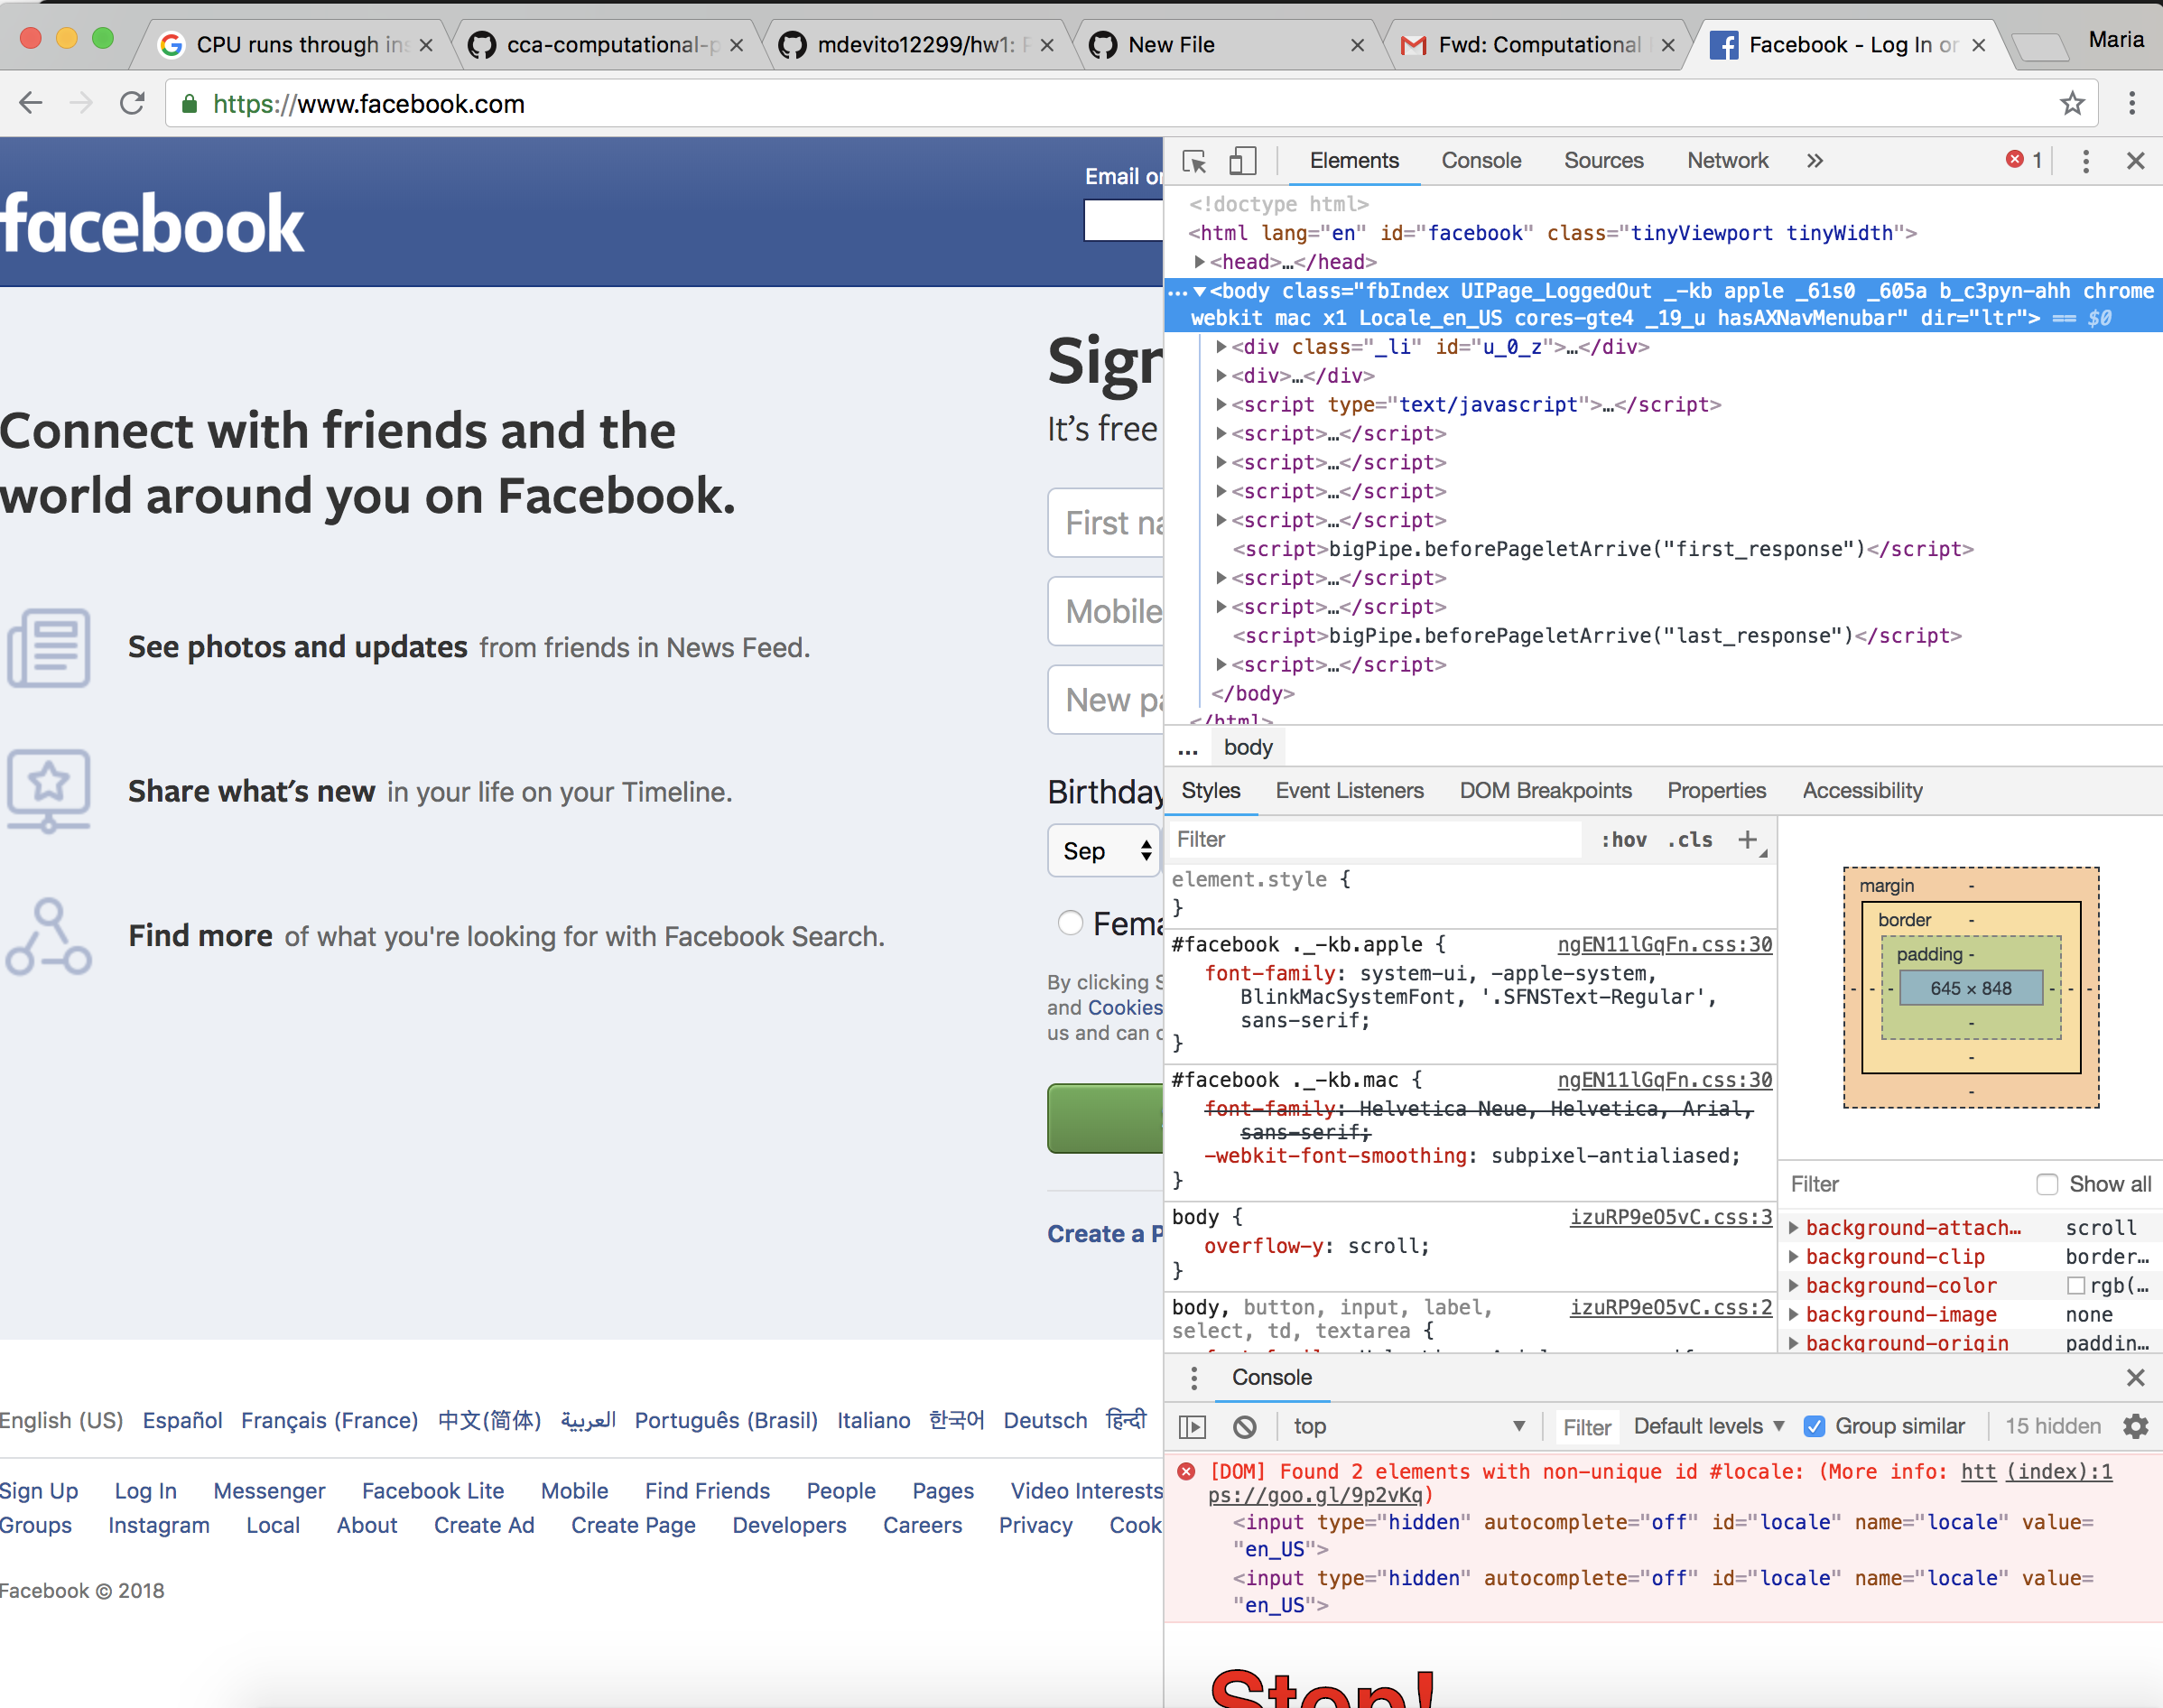 CPU runs through ins
cca-computational-p
mdevito12299/hw1:
New File
Fwd: Computational
Facebook - Log In or
Maria
https://www.facebook.com
facebook
Email or
Connect with friends and the
world around you on Facebook.
See photos and updates from friends in News Feed.
Share what's new in your life on your Timeline.
Find more of what you're looking for with Facebook Search.
Sign
It's free
First na
Mobile
New pa
Birthday
Sep
Fema
By clicking S
and Cookies
us and can o
Create a P
English (US) Español Français (France) 中文(简体) العربية Português (Brasil) Italiano 한국어 Deutsch हिन्दी
Sign Up Log In Messenger Facebook Lite Mobile Find Friends People Pages Video Interests
Groups Instagram Local About Create Ad Create Page Developers Careers Privacy Cook
Facebook © 2018
Elements Console Sources Network » 1
<!doctype html>
<html lang="en" id="facebook" class="tinyViewport tinyWidth">
<head>…</head>
…<body class="fbIndex UIPage_LoggedOut _-kb apple _61s0 _605a b_c3pyn-ahh chrome
webkit mac x1 Locale_en_US cores-gte4 _19_u hasAXNavMenubar" dir="ltr"> == $0
<div class="_li" id="u_0_z">…</div>
<div>…</div>
<script type="text/javascript">…</script>
<script>…</script>
<script>…</script>
<script>…</script>
<script>…</script>
<script>bigPipe.beforePageletArrive("first_response")</script>
<script>…</script>
<script>…</script>
<script>bigPipe.beforePageletArrive("last_response")</script>
<script>…</script>
</body>
</html>
... body
Styles Event Listeners DOM Breakpoints Properties Accessibility
Filter :hov .cls +
element.style {
}
#facebook ._-kb.apple { ngEN11lGqFn.css:30
font-family: system-ui, -apple-system,
BlinkMacSystemFont, '.SFNSText-Regular',
sans-serif;
}
#facebook ._-kb.mac { ngEN11lGqFn.css:30
font-family: Helvetica Neue, Helvetica, Arial,
sans-serif;
-webkit-font-smoothing: subpixel-antialiased;
}
body { izuRP9eO5vC.css:3
overflow-y: scroll;
}
body, button, input, label, izuRP9eO5vC.css:2
select, td, textarea {
margin -
border -
padding -
- - - 645 × 848 - - -
-
-
-
Filter Show all
background-attach… scroll
background-clip border…
background-color rgb(…
background-image none
background-origin paddin…
Console
top Filter Default levels Group similar 15 hidden
[DOM] Found 2 elements with non-unique id #locale: (More info: htt (index):1
ps://goo.gl/9p2vKq)
<input type="hidden" autocomplete="off" id="locale" name="locale" value=
"en_US">
<input type="hidden" autocomplete="off" id="locale" name="locale" value=
"en_US">
Stop!